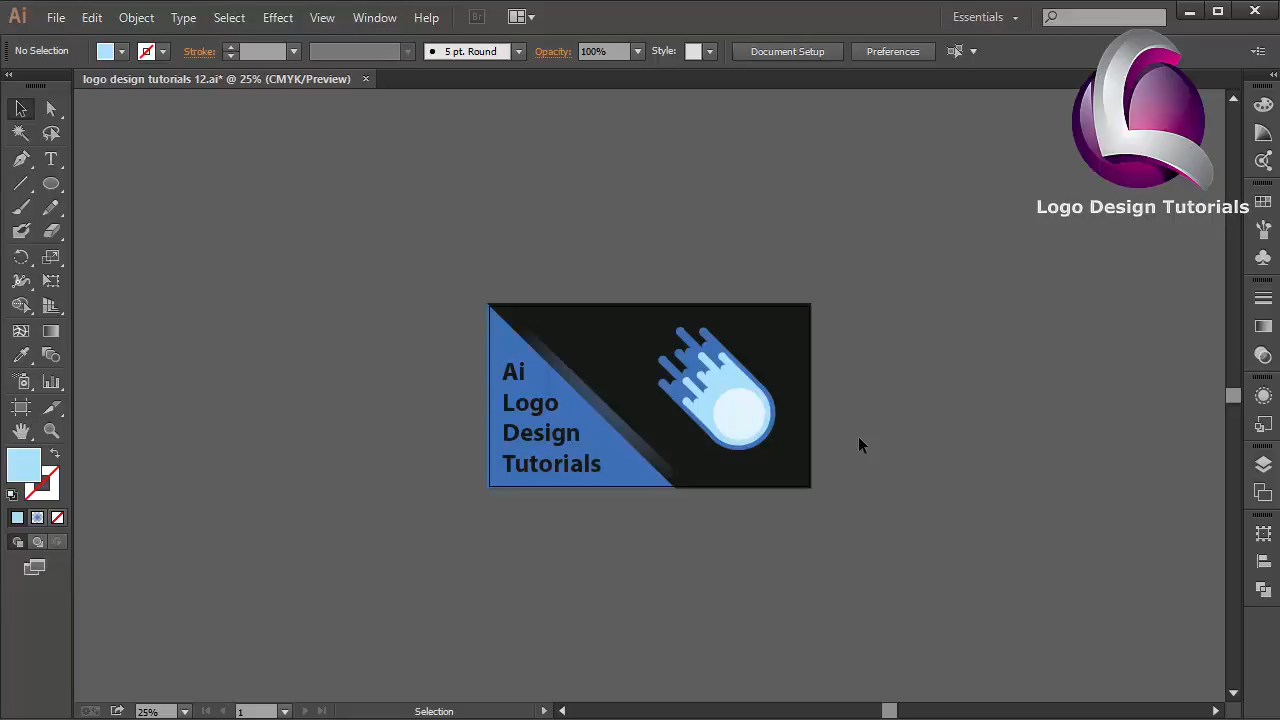 Ai File Edit Object Type Select Effect View Window Help Br Essentials
No Selection Stroke: 5 pt. Round Opacity: 100% Style: Document Setup Preferences
logo design tutorials 12.ai* @ 25% (CMYK/Preview) ×
Logo Design Tutorials
Ai
Logo
Design
Tutorials
25% 1 Selection